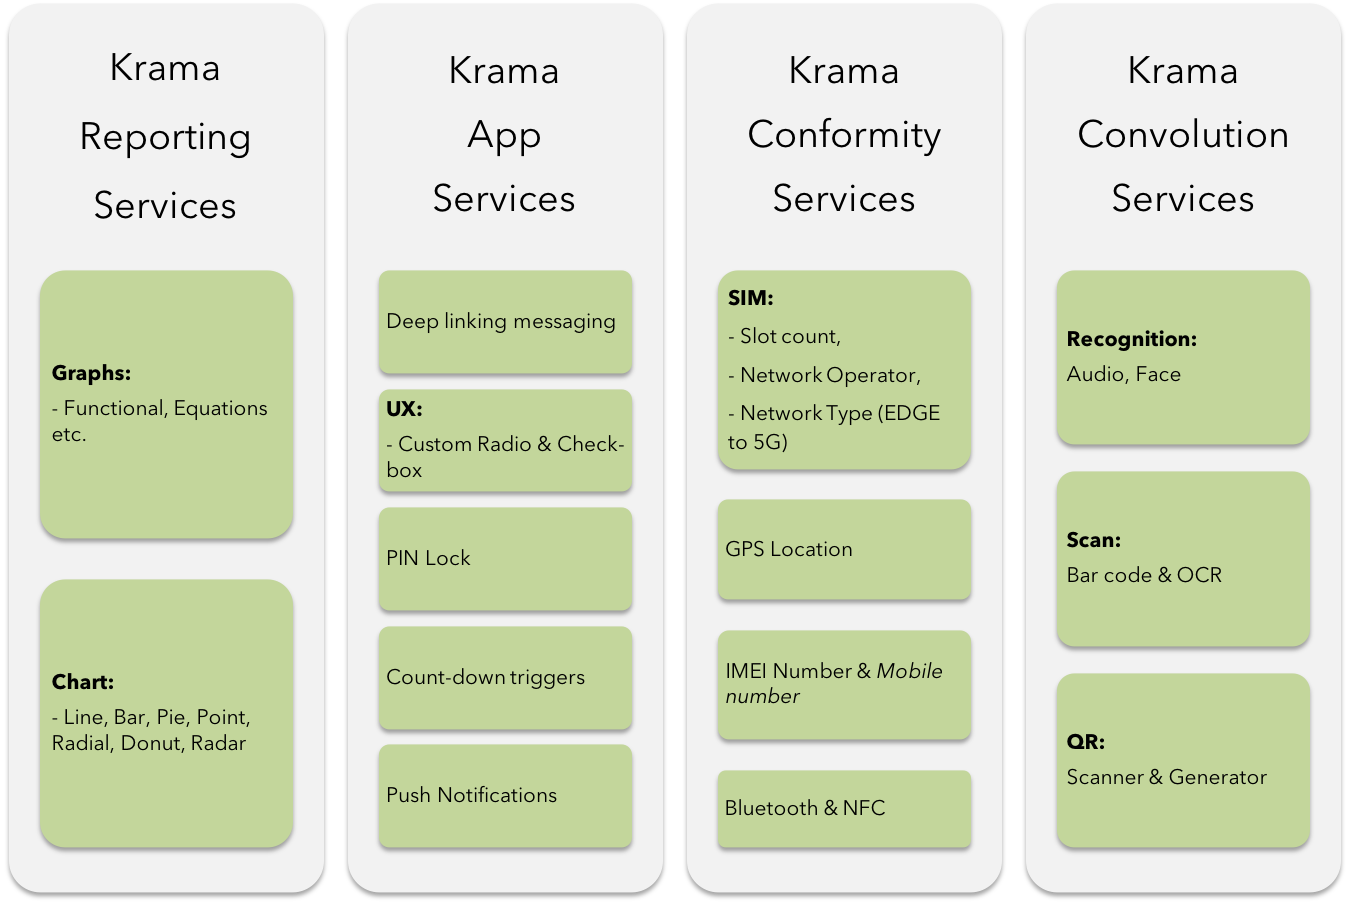 Krama
Reporting
Services
Graphs:
- Functional, Equations
etc.
Chart:
- Line, Bar, Pie, Point,
Radial, Donut, Radar
Krama
App
Services
Deep linking messaging
UX:
- Custom Radio & Check-
box
PIN Lock
Count-down triggers
Push Notifications
Krama
Conformity
Services
SIM:
- Slot count,
- Network Operator,
- Network Type (EDGE
to 5G)
GPS Location
IMEI Number & Mobile
number
Bluetooth & NFC
Krama
Convolution
Services
Recognition:
Audio, Face
Scan:
Bar code & OCR
QR:
Scanner & Generator